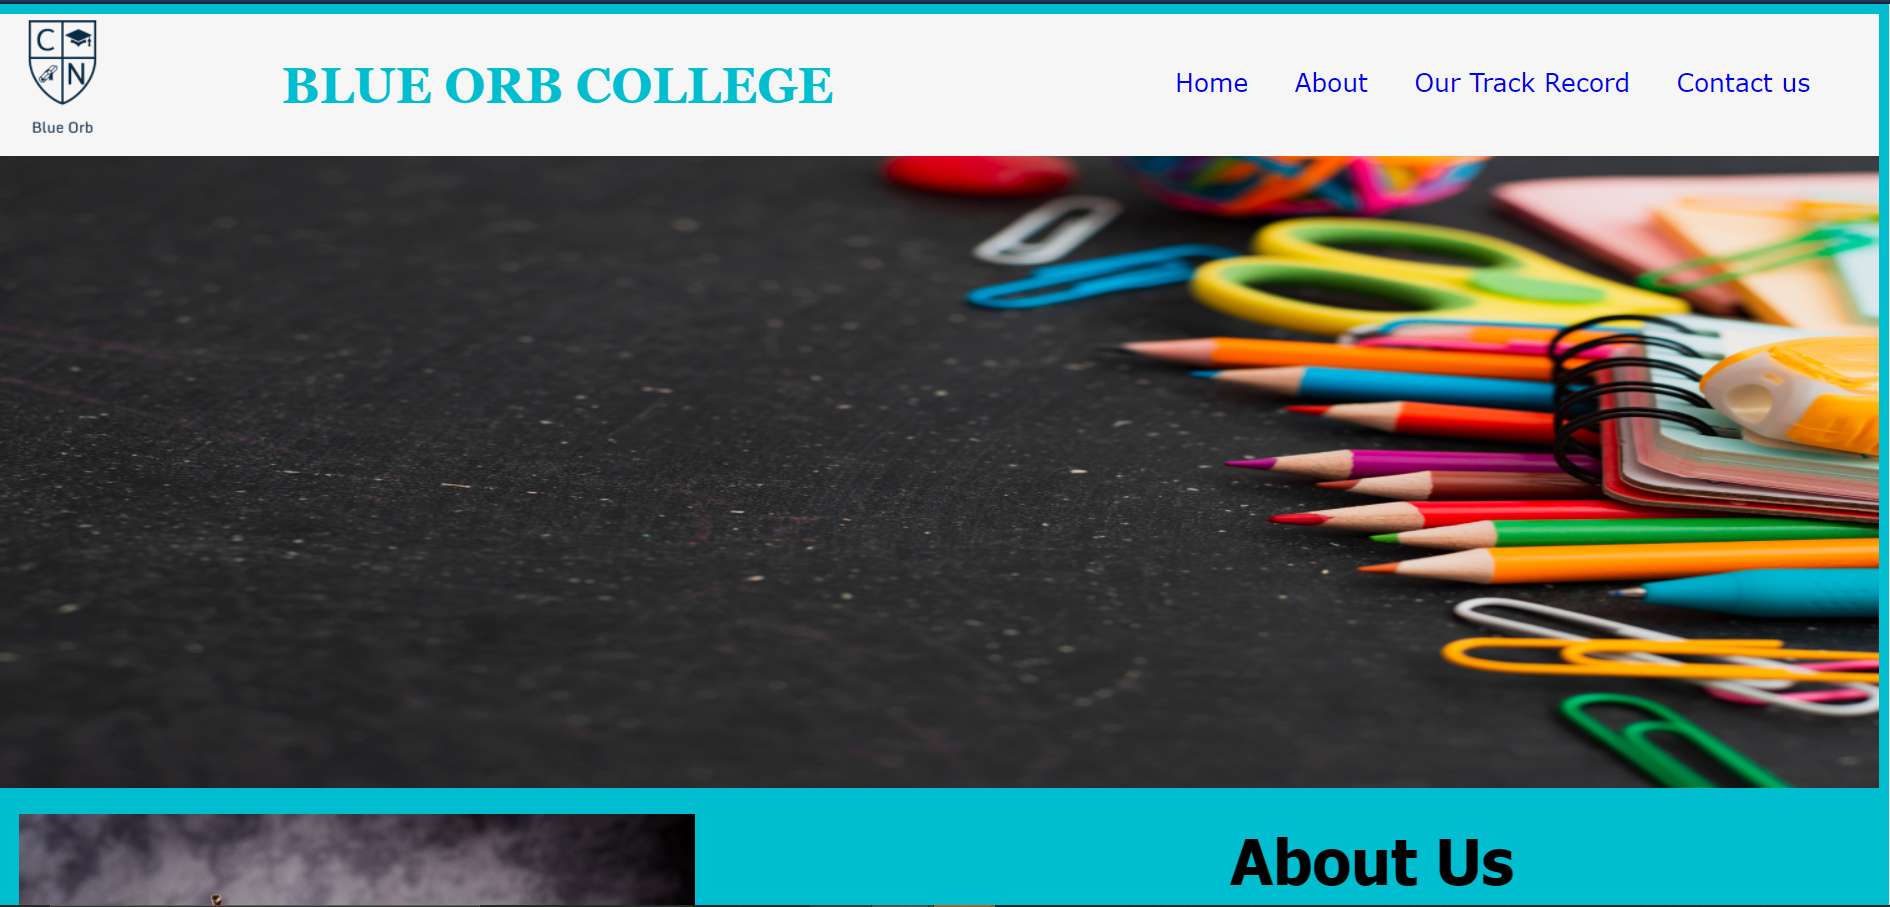 C
N
Blue Orb
BLUE ORB COLLEGE
Home About Our Track Record Contact us
About Us